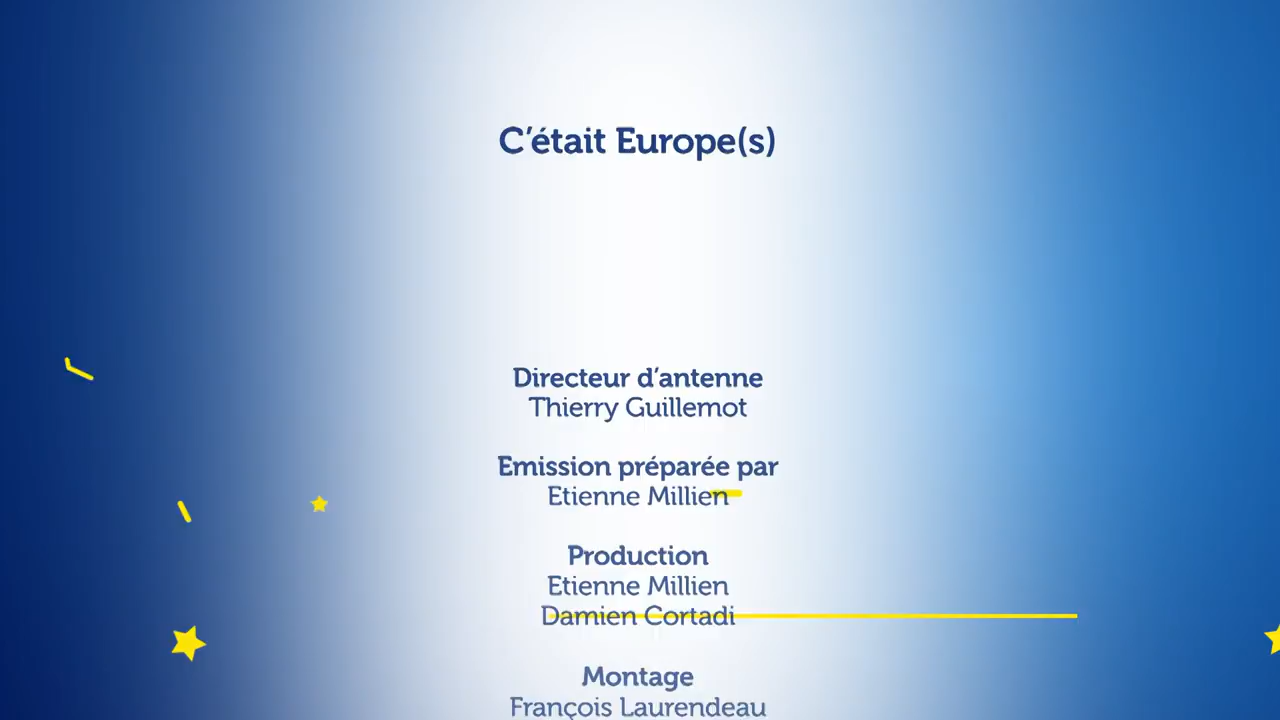 C’était Europe(s)
Directeur d’antenne
Thierry Guillemot
Emission préparée par
Etienne Millien
Production
Etienne Millien
Damien Cortadi
Montage
François Laurendeau